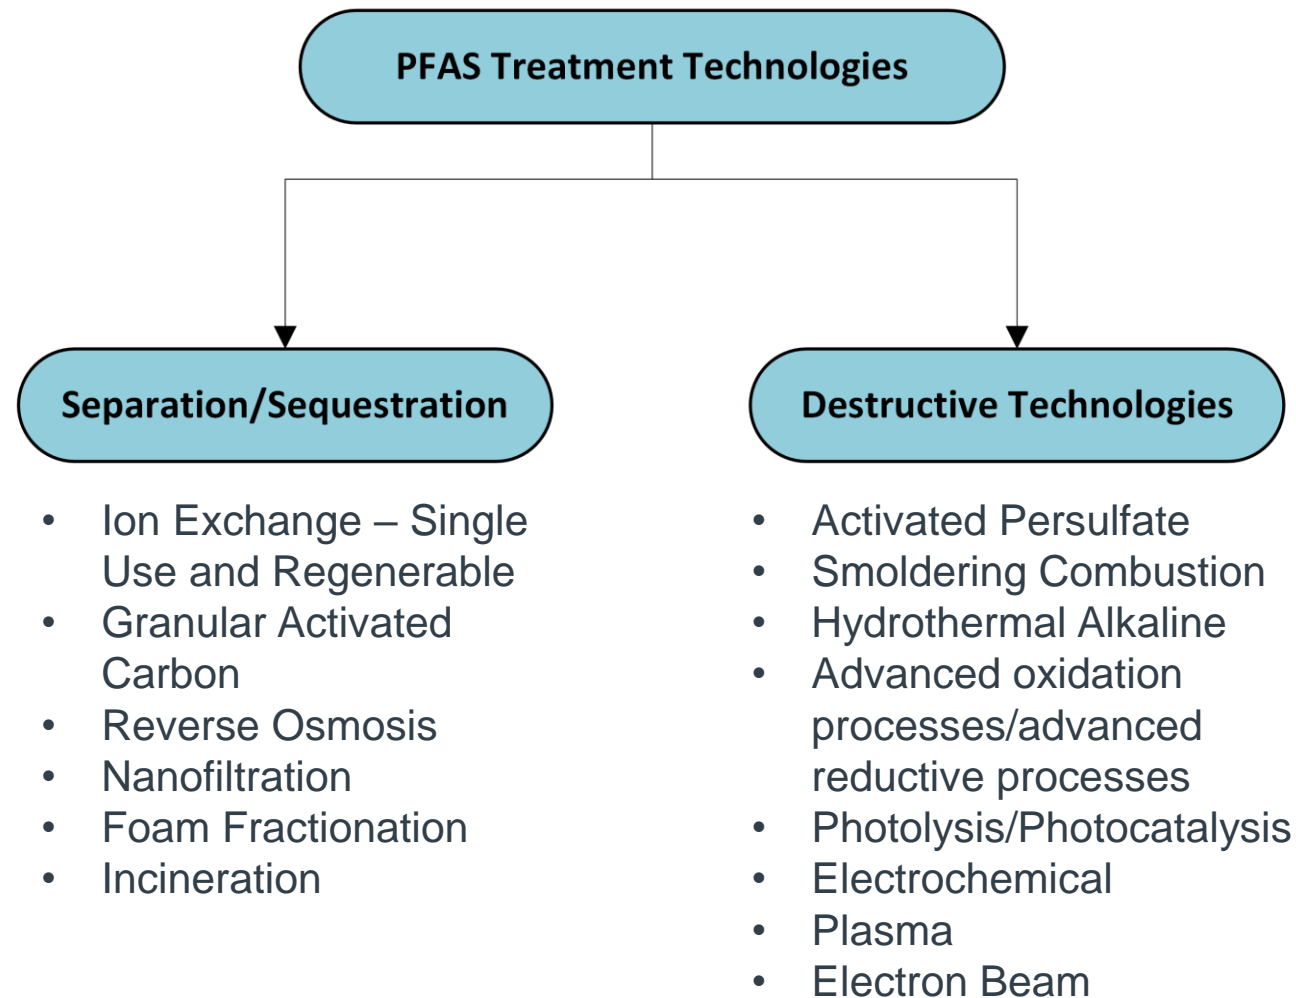 PFAS Treatment Technologies
Separation/Sequestration
• Ion Exchange – Single
Use and Regenerable
• Granular Activated
Carbon
• Reverse Osmosis
• Nanofiltration
• Foam Fractionation
• Incineration
Destructive Technologies
• Activated Persulfate
• Smoldering Combustion
• Hydrothermal Alkaline
• Advanced oxidation
processes/advanced
reductive processes
• Photolysis/Photocatalysis
• Electrochemical
• Plasma
• Electron Beam